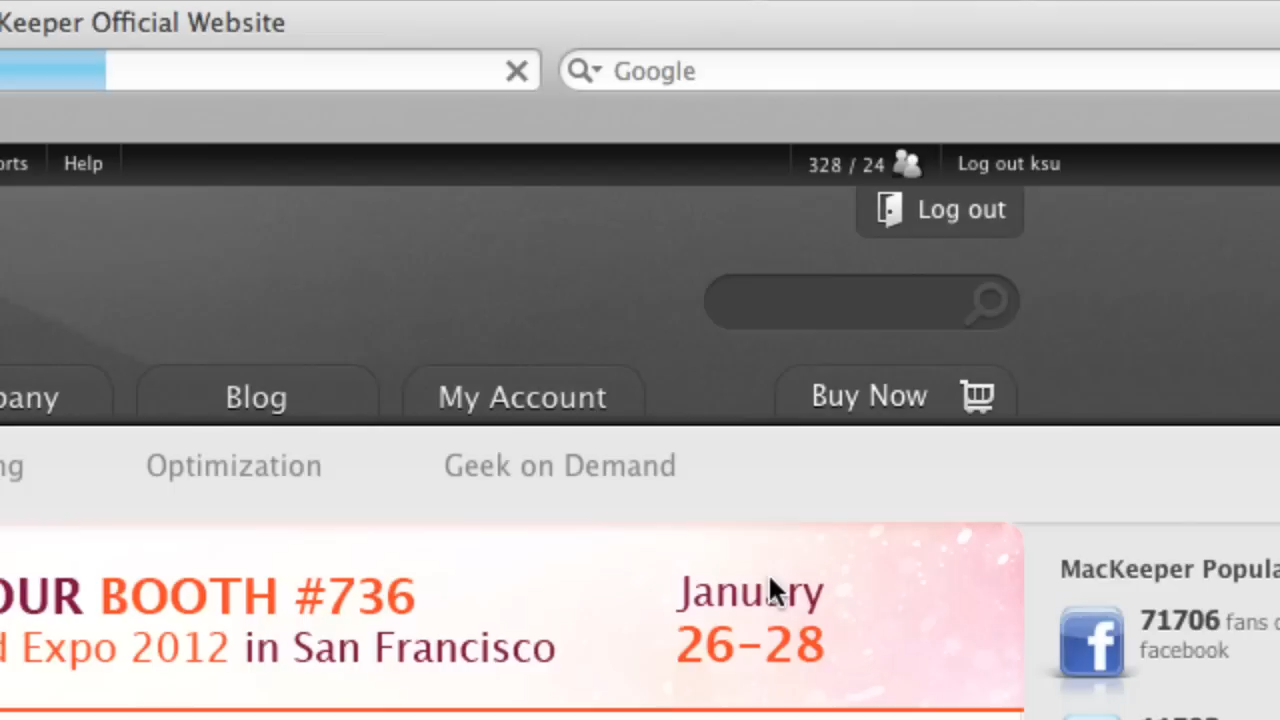 Keeper Official Website
Google
orts Help 328 / 24 Log out ksu
Log out
pany Blog My Account Buy Now
ng Optimization Geek on Demand
OUR BOOTH #736 January
d Expo 2012 in San Francisco 26-28
MacKeeper Popula
71706 fans o
facebook